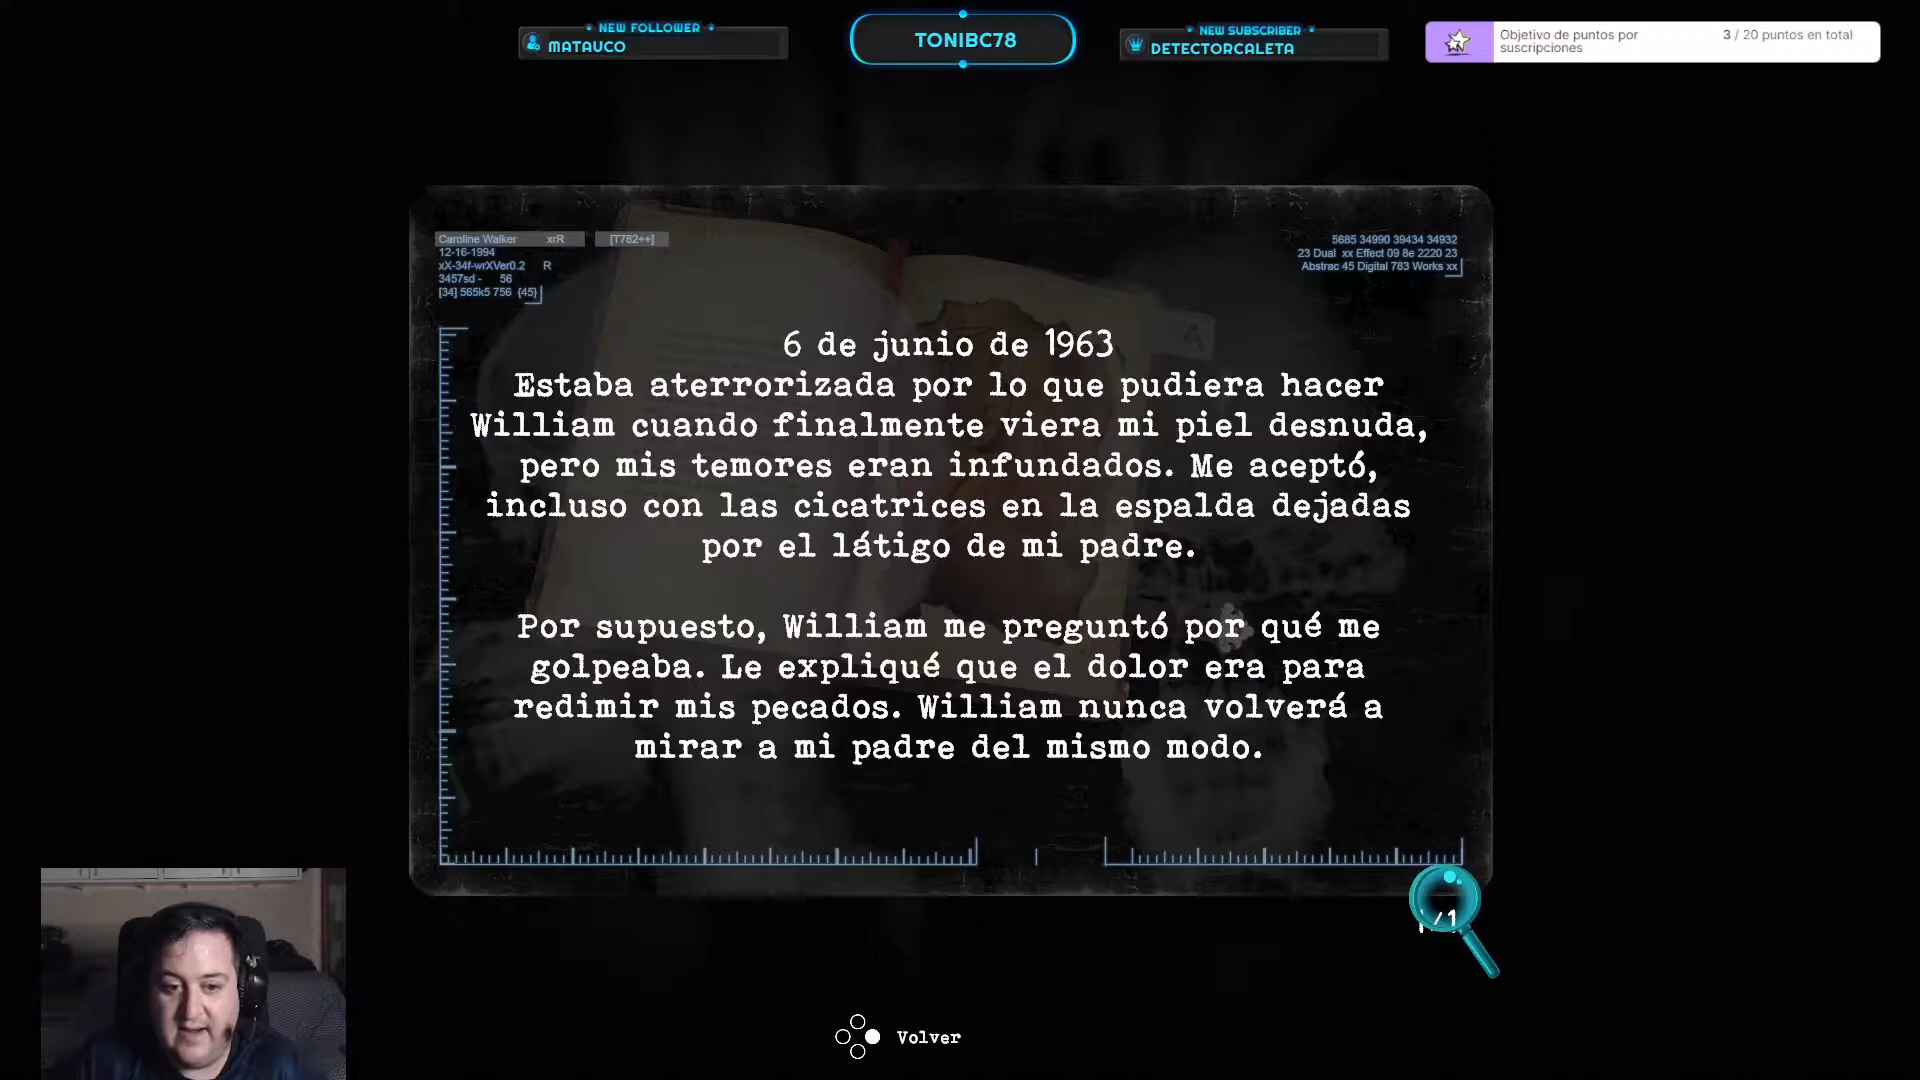 NEW FOLLOWER
MATAUCO
TONIBC78
NEW SUBSCRIBER
DETECTORCALETA
Objetivo de puntos por suscripciones
3 / 20 puntos en total
Caroline Walker xrR [T782++]
12-16-1994
xX-34f-wrXVer0.2 R
3457sd - 56
[34] 565k5 756 {45}
5685 34990 39434 34932
23 Dual xx Effect 09 8e 2220 23
Abstrac 45 Digital 783 Works xx
6 de junio de 1963
Estaba aterrorizada por lo que pudiera hacer
William cuando finalmente viera mi piel desnuda,
pero mis temores eran infundados. Me aceptó,
incluso con las cicatrices en la espalda dejadas
por el látigo de mi padre.
Por supuesto, William me preguntó por qué me
golpeaba. Le expliqué que el dolor era para
redimir mis pecados. William nunca volverá a
mirar a mi padre del mismo modo.
1/1
Volver